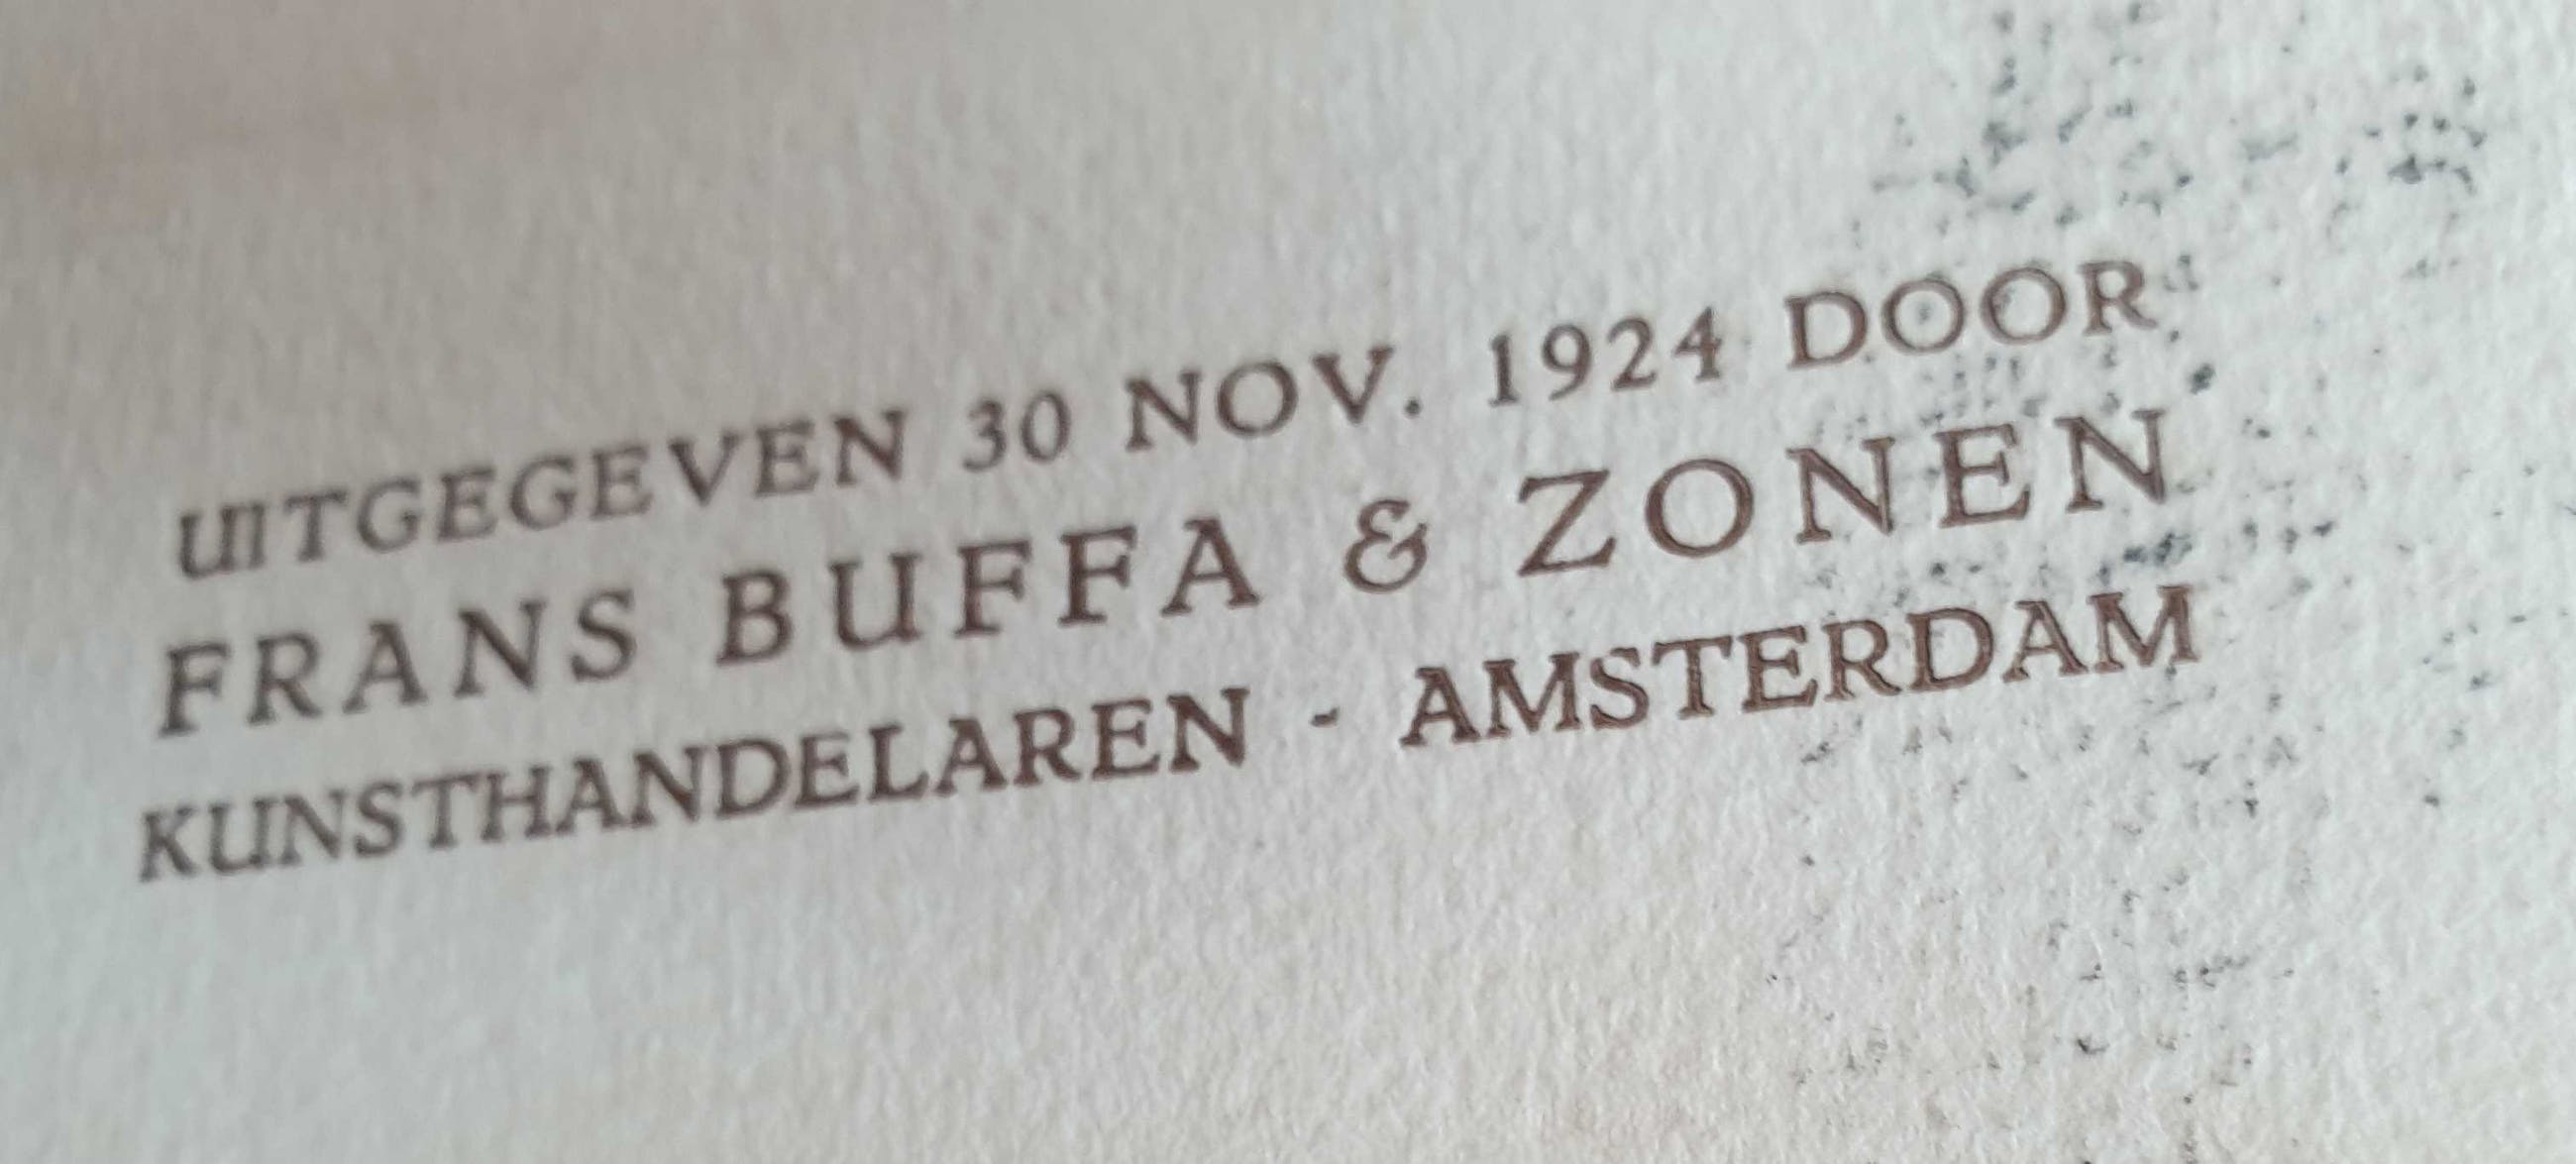 UITGEGEVEN 30 NOV. 1924 DOOR
FRANS BUFFA & ZONEN
KUNSTHANDELAREN - AMSTERDAM